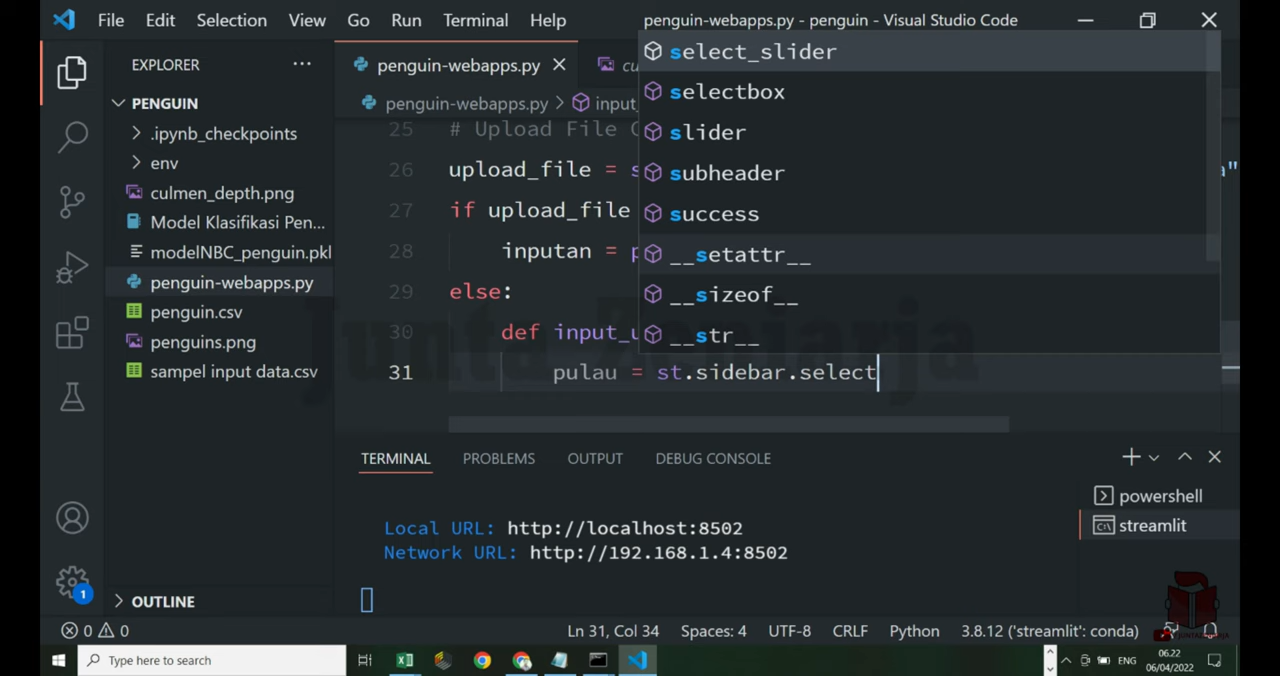 File Edit Selection View Go Run Terminal Help penguin-webapps.py - penguin - Visual Studio Code
EXPLORER ···
PENGUIN
.ipynb_checkpoints
env
culmen_depth.png
Model Klasifikasi Pen...
modelNBC_penguin.pkl
penguin-webapps.py
penguin.csv
penguins.png
sampel input data.csv
OUTLINE
penguin-webapps.py
cu
penguin-webapps.py > input_
25 # Upload File
26 upload_file = s a"
27 if upload_file
28 inputan = p
29 else:
30 def input_u
31 pulau = st.sidebar.select
select_slider
selectbox
slider
subheader
success
__setattr__
__sizeof__
__str__
Junta Zeniarja
TERMINAL PROBLEMS OUTPUT DEBUG CONSOLE
Local URL: http://localhost:8502
Network URL: http://192.168.1.4:8502
powershell
streamlit
1
0 0 Ln 31, Col 34 Spaces: 4 UTF-8 CRLF Python 3.8.12 ('streamlit': conda)
Type here to search
ENG
06.22
06/04/2022